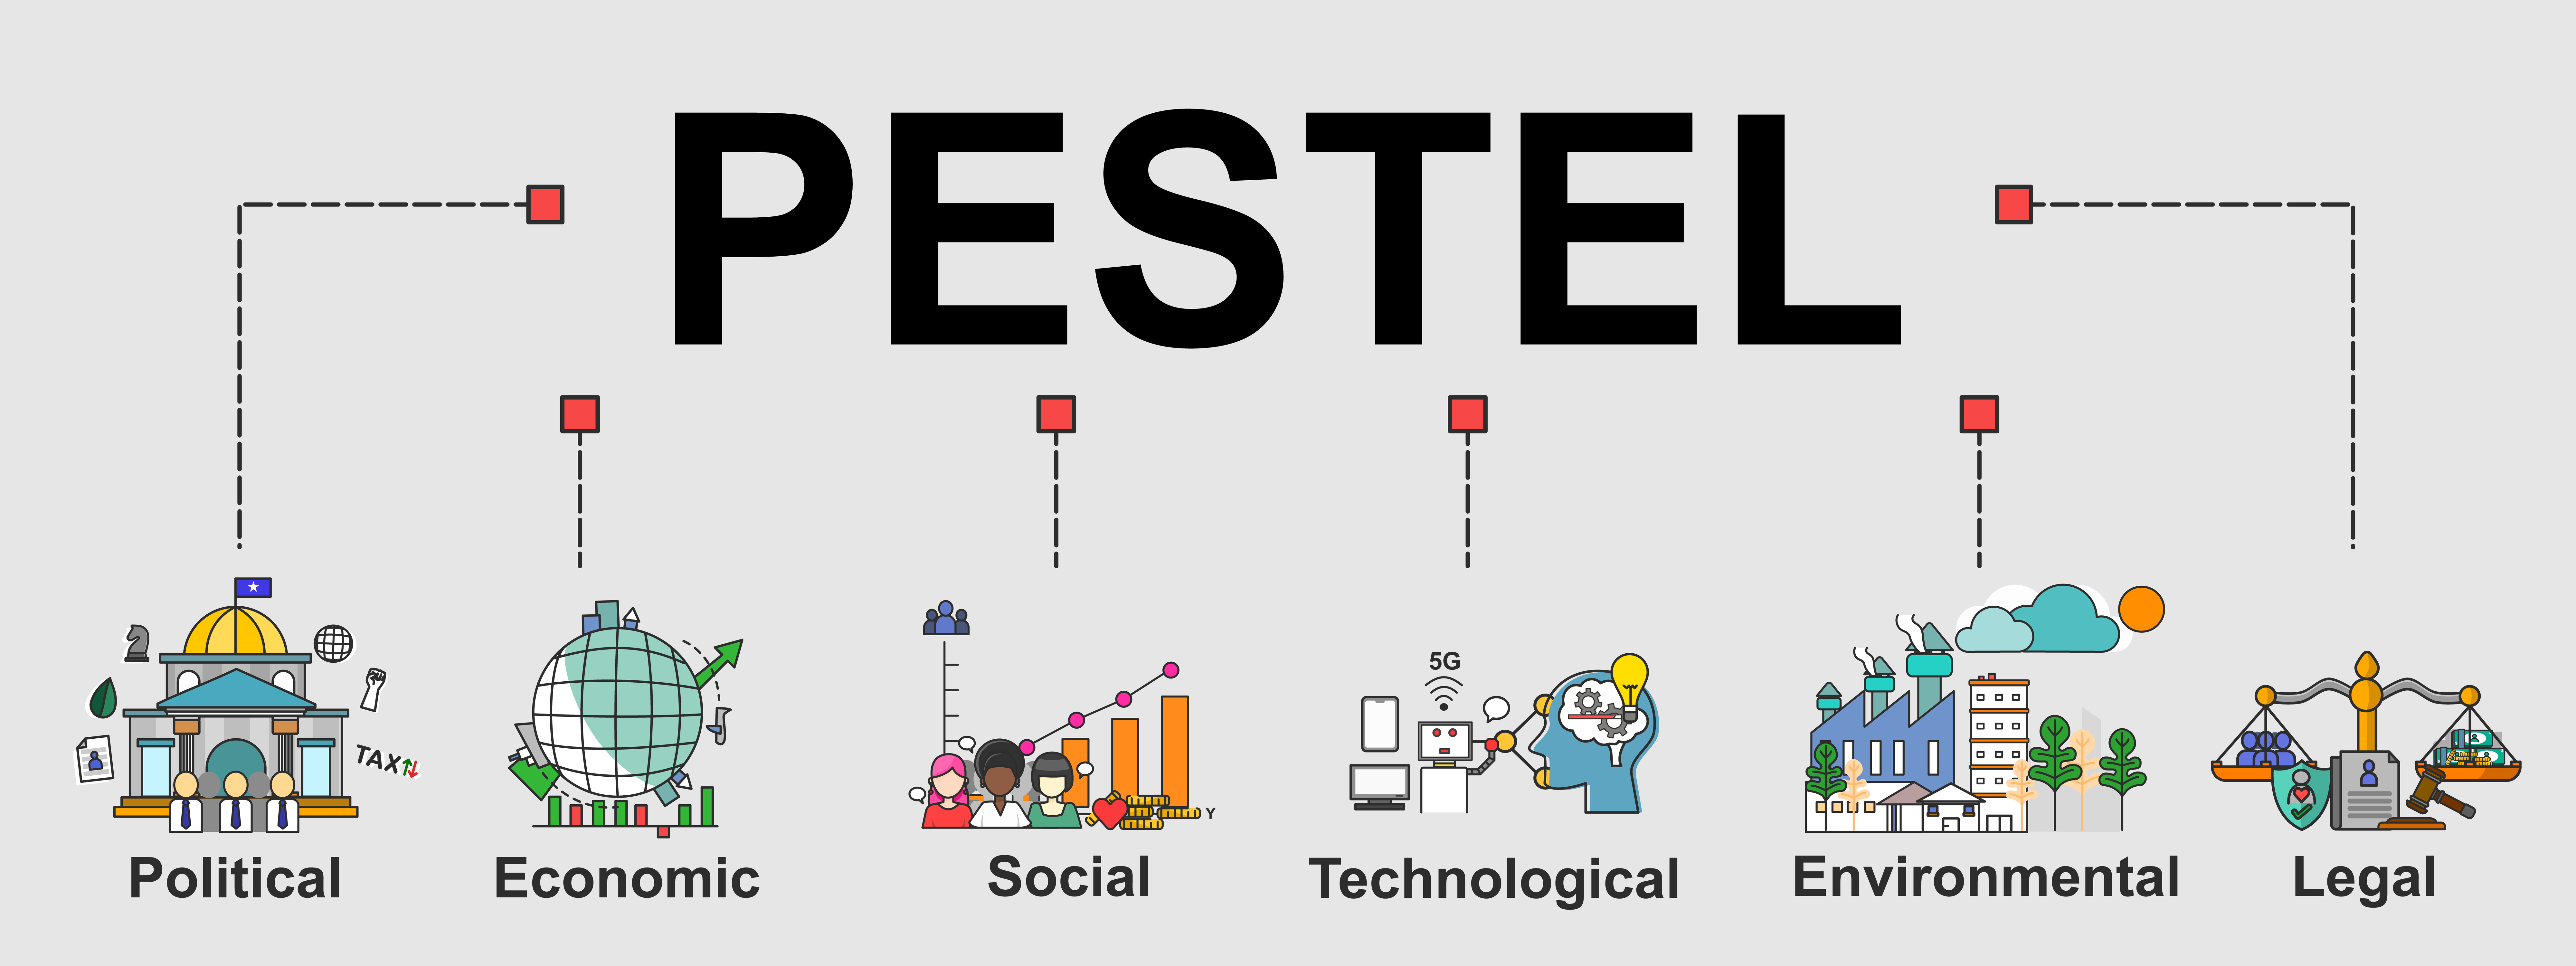 PESTEL
TAX
5G
Y
Political
Economic
Social
Technological
Environmental
Legal